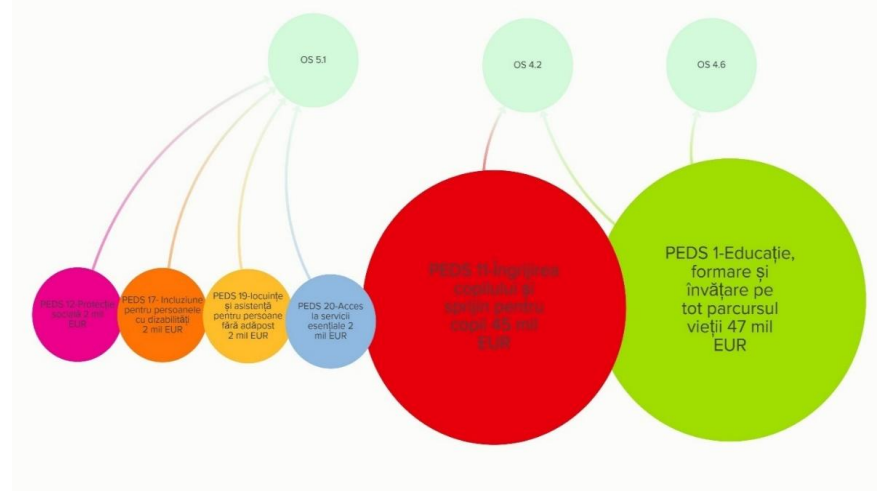 OS 5.1
OS 4.2
OS 4.6
PEDS 12-Protecție
socială 2 mil
EUR
PEDS 17- Incluziune
pentru persoanele
cu dizabilități
2 mil EUR
PEDS 19-locuințe
și asistență
pentru persoane
fără adăpost
2 mil EUR
PEDS 20-Acces
la servicii
esențiale 2
mil EUR
PEDS 11-Îngrijirea
copilului și
sprijin pentru
copii 45 mil
EUR
PEDS 1-Educație,
formare și
învățare pe
tot parcursul
vieții 47 mil
EUR